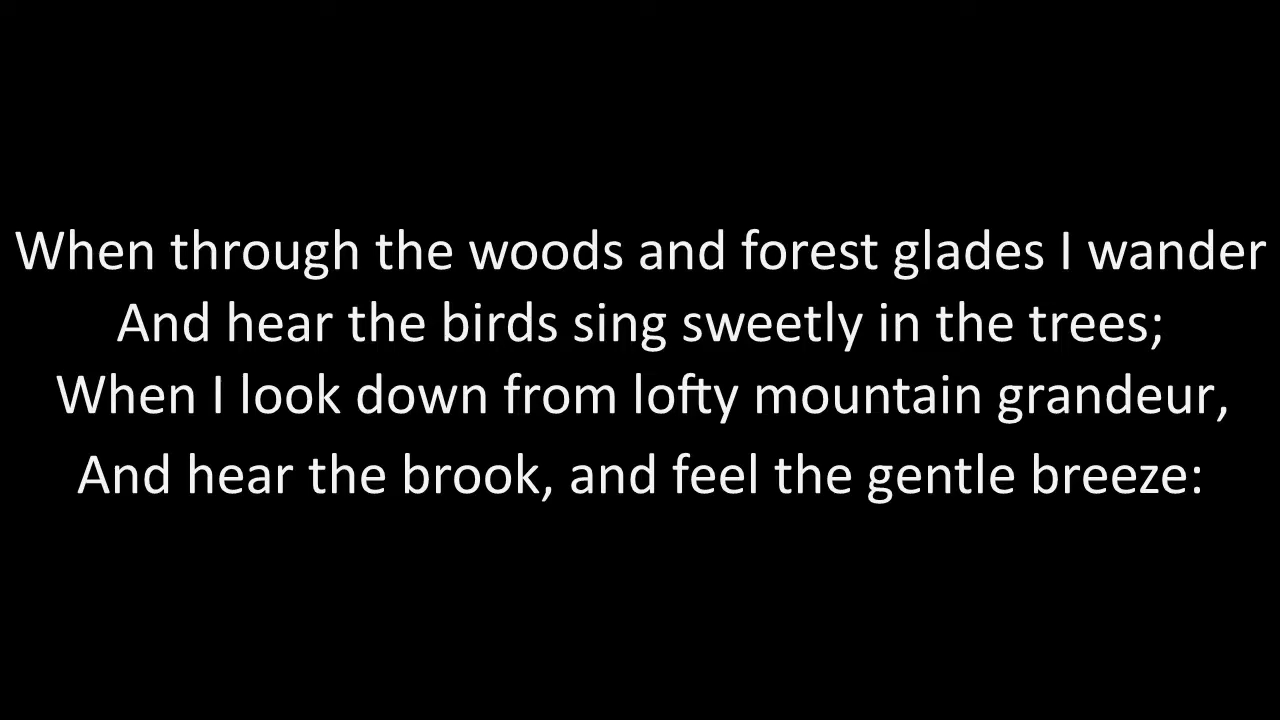 When through the woods and forest glades I wander
And hear the birds sing sweetly in the trees;
When I look down from lofty mountain grandeur,
And hear the brook, and feel the gentle breeze: